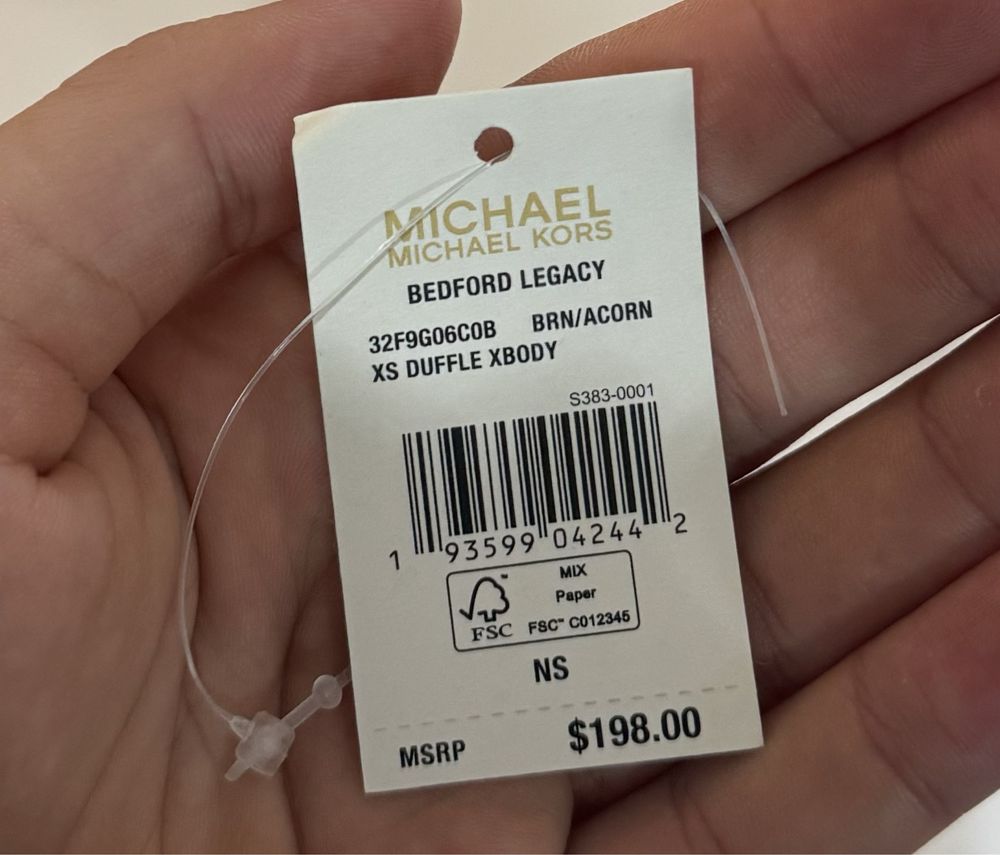 MICHAEL
MICHAEL KORS
BEDFORD LEGACY
32F9G06C0B BRN/ACORN
XS DUFFLE XBODY
S383-0001
1 93599 04244 2
FSC™
MIX
Paper
FSC™ C012345
NS
MSRP $198.00